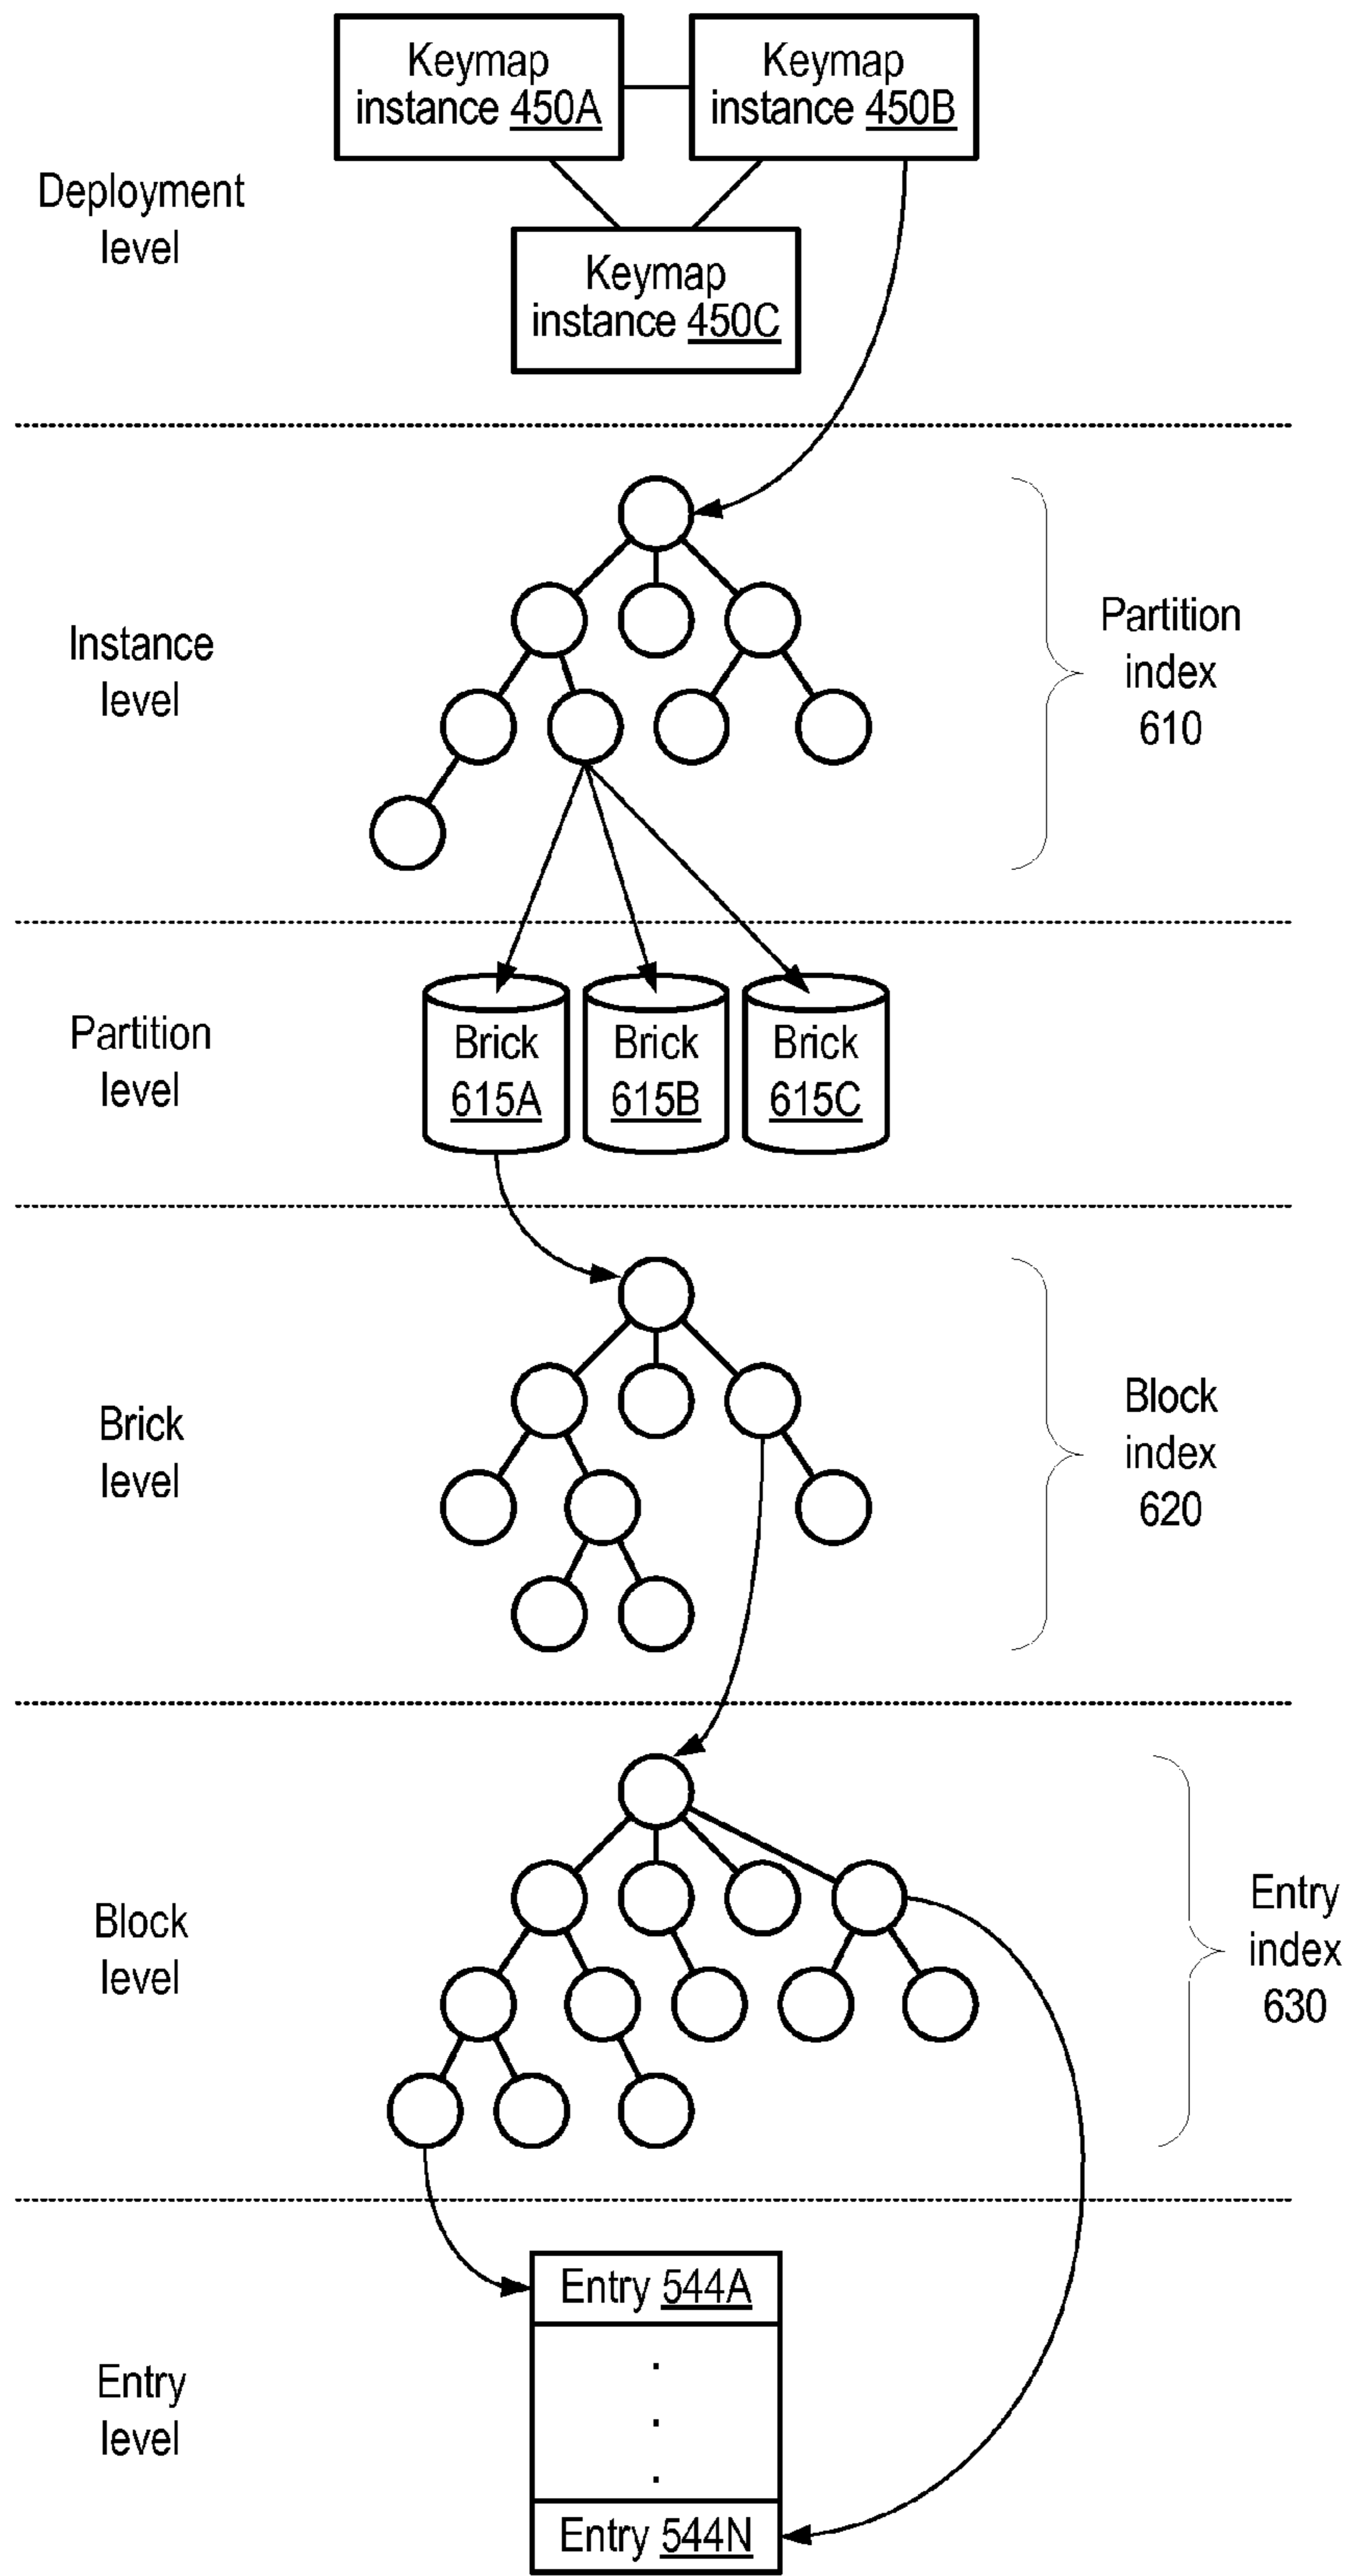 Keymap
instance 450A
Keymap
instance 450B
Deployment
level
Keymap
instance 450C
Instance
level
Partition
index
610
Partition
level
Brick
615A
Brick
615B
Brick
615C
Brick
level
Block
index
620
Block
level
Entry
index
630
Entry
level
Entry 544A
.
.
.
Entry 544N